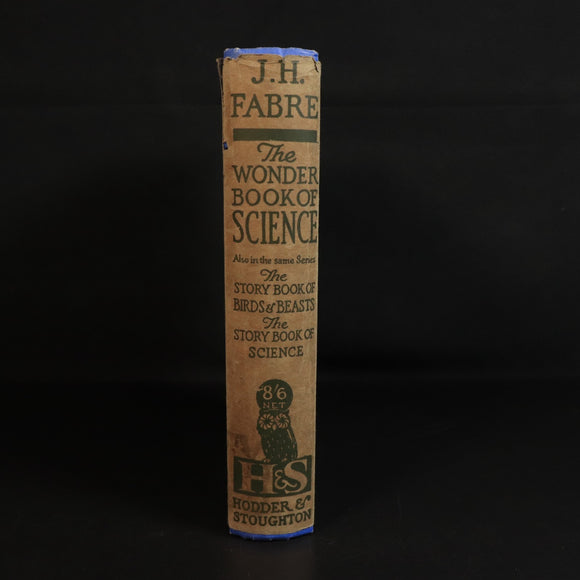 J.H.
FABRE
The
WONDER
BOOK OF
SCIENCE
Also in the same Series
The
STORY BOOK OF
BIRDS & BEASTS
The
STORY BOOK OF
SCIENCE
8/6
NET
H&S
HODDER &
STOUGHTON